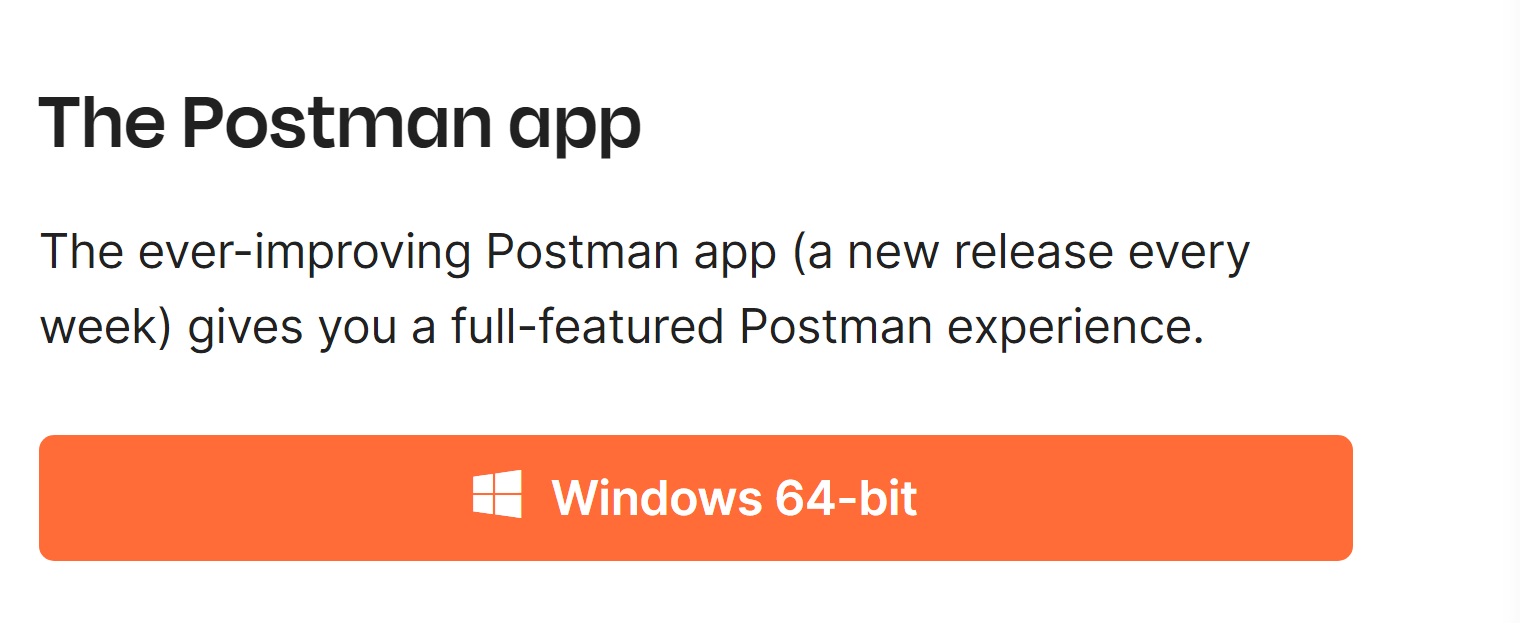 The Postman app
The ever-improving Postman app (a new release every
week) gives you a full-featured Postman experience.
Windows 64-bit